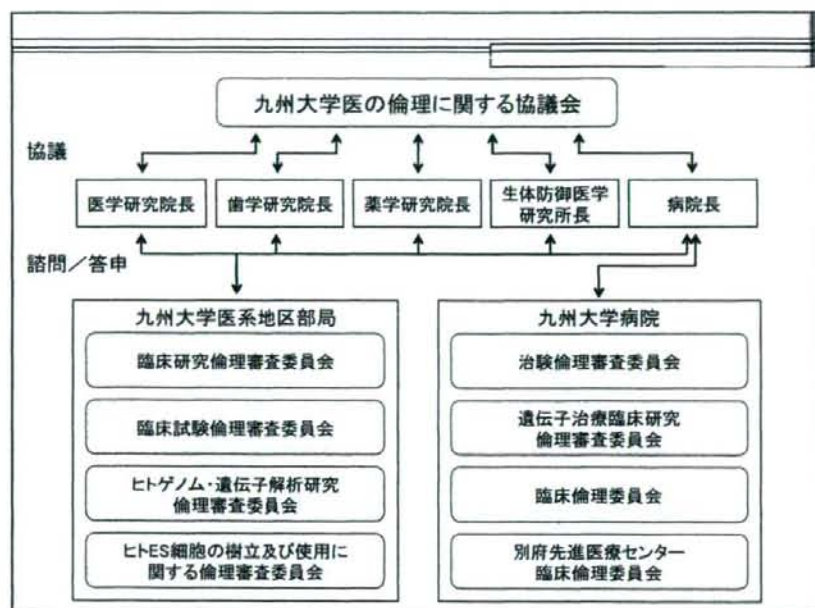 九州大学医の倫理に関する協議会
協議
医学研究院長
歯学研究院長
薬学研究院長
生体防御医学
研究所長
病院長
諮問／答申
九州大学医系地区部局
臨床研究倫理審査委員会
臨床試験倫理審査委員会
ヒトゲノム・遺伝子解析研究
倫理審査委員会
ヒトES細胞の樹立及び使用に
関する倫理審査委員会
九州大学病院
治験倫理審査委員会
遺伝子治療臨床研究
倫理審査委員会
臨床倫理委員会
別府先進医療センター
臨床倫理委員会